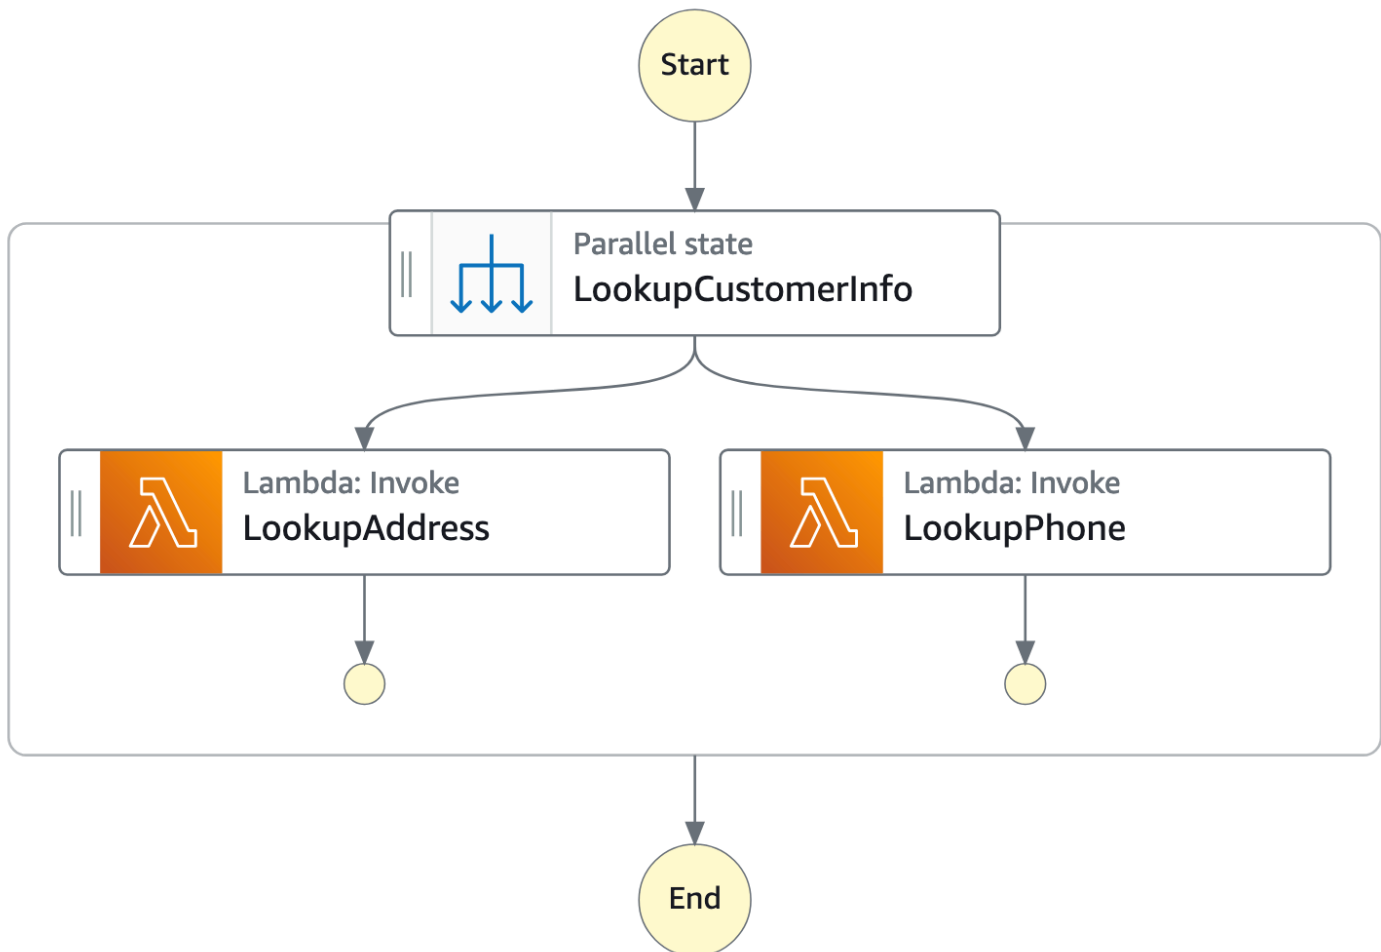 Start
Parallel state
LookupCustomerInfo
Lambda: Invoke
LookupAddress
Lambda: Invoke
LookupPhone
End